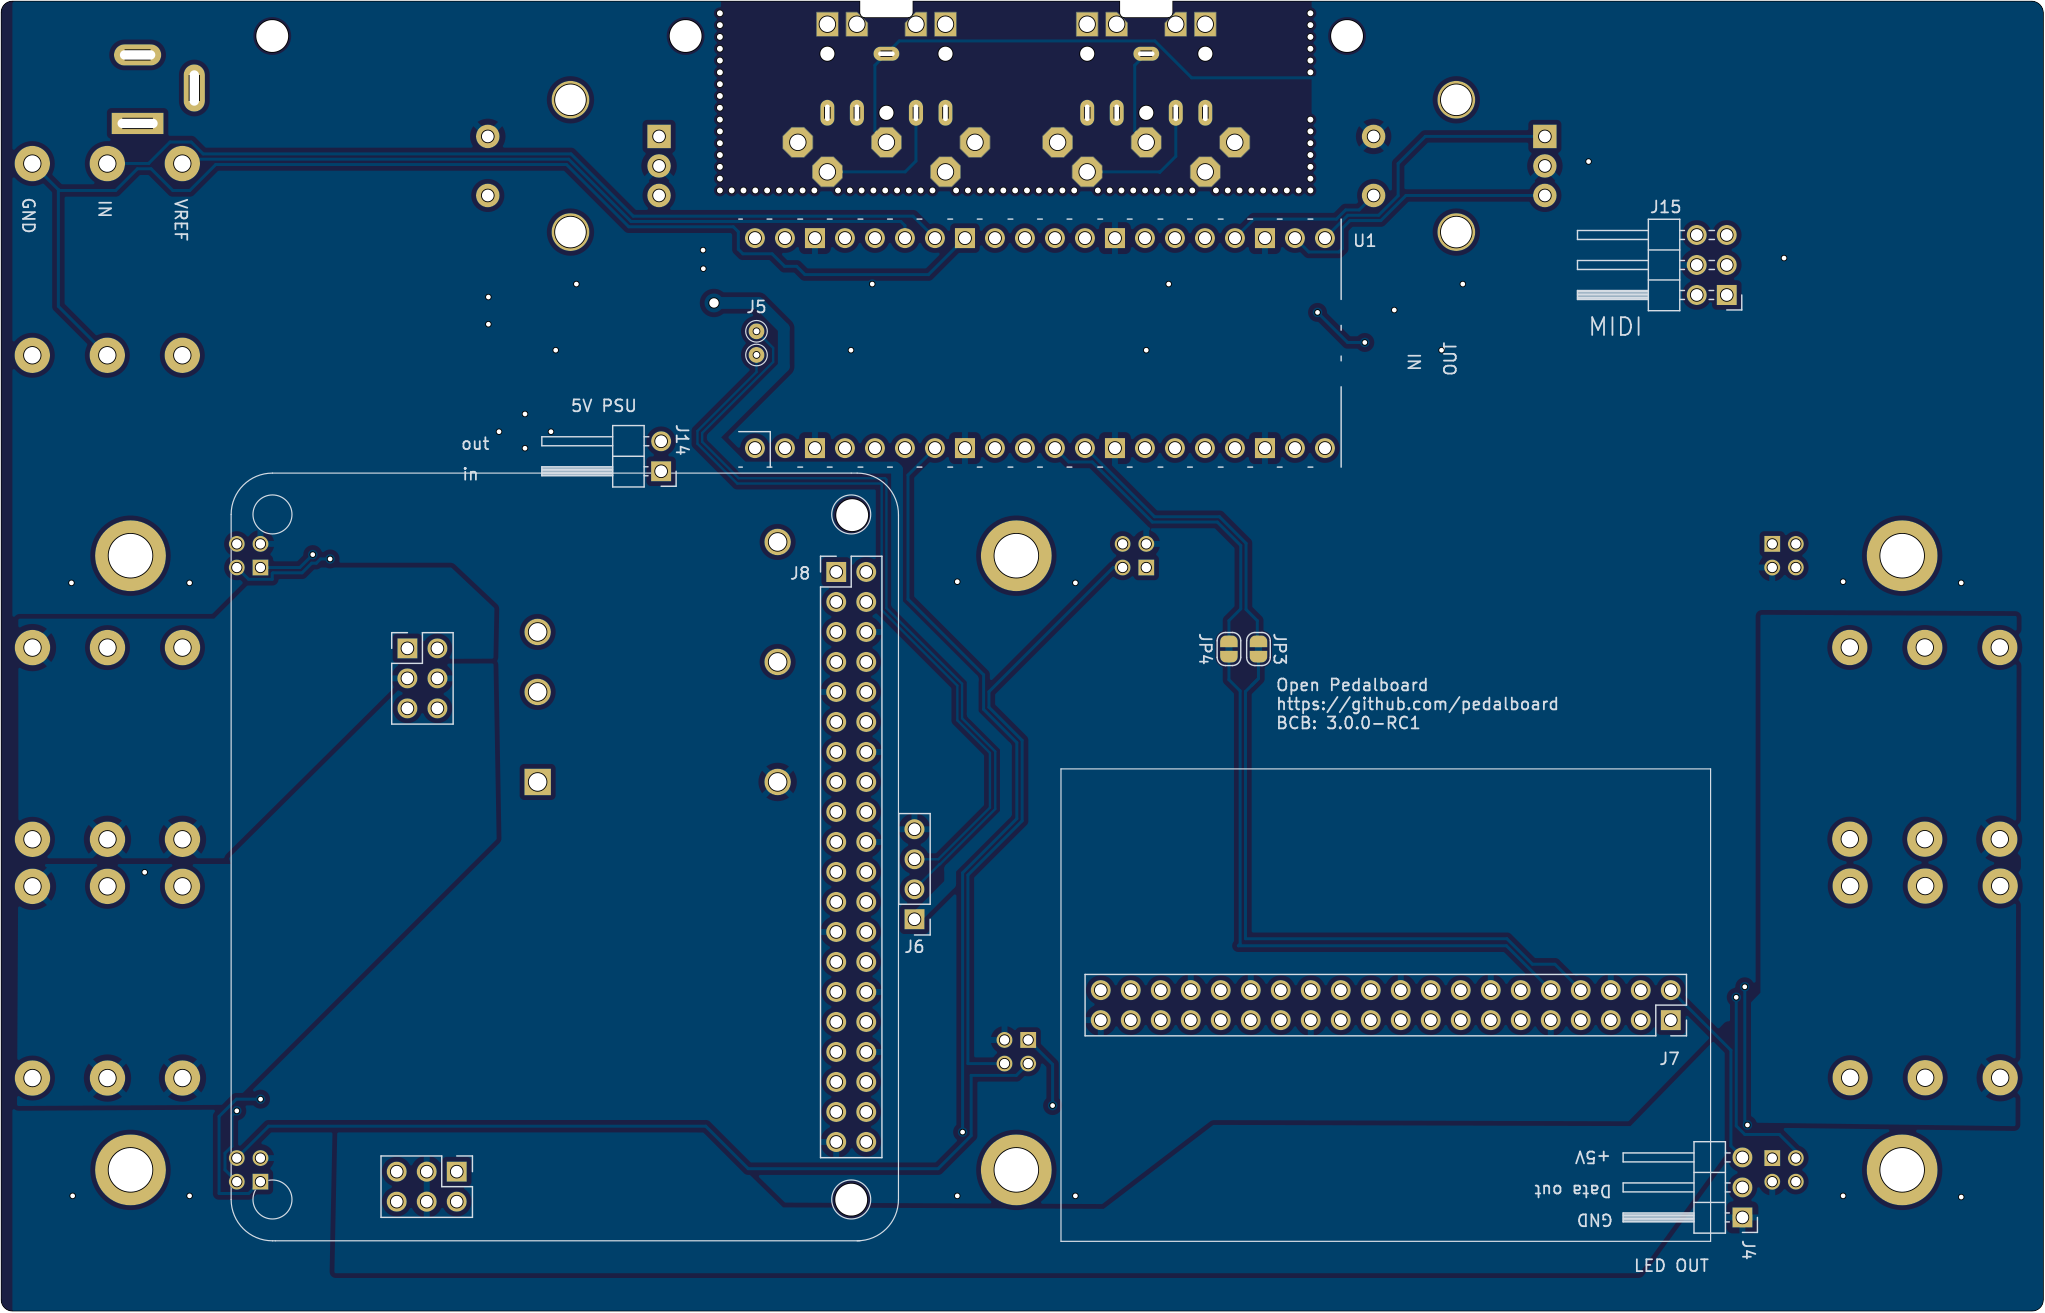 GND
IN
VREF
J15
U1
MIDI
J5
IN
OUT
5V PSU
out
in
J14
J8
JP4
JP3
Open Pedalboard
https://github.com/pedalboard
BCB: 3.0.0-RC1
J6
J7
+5V
Data out
GND
J4
LED OUT